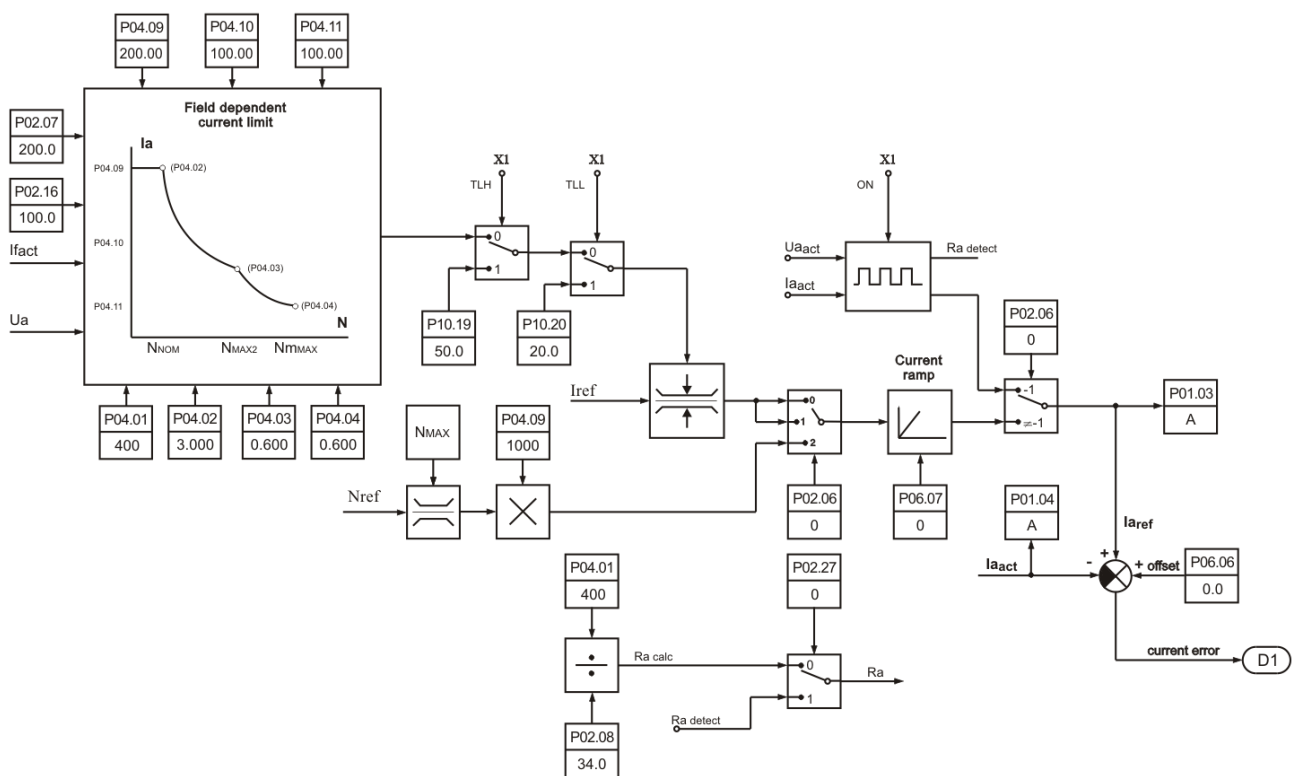 P04.09
200.00
P04.10
100.00
P04.11
100.00
Field dependent
current limit
P02.07
200.0
P02.16
100.0
Ifact
Ua
Ia
P04.09
(P04.02)
P04.10
(P04.03)
P04.11
(P04.04)
N
NNOM
NMAX2
NmMAX
P04.01
400
P04.02
3.000
P04.03
0.600
P04.04
0.600
X1
TLH
0
1
P10.19
50.0
X1
TLL
0
1
P10.20
20.0
X1
ON
Uaact
Iaact
Ra detect
P02.06
0
-1
≠-1
P01.03
A
Iref
0
1
2
Current
ramp
NMAX
P04.09
1000
Nref
P02.06
0
P06.07
0
P01.04
A
Iaref
Iaact
-
+
+ offset
P06.06
0.0
current error
D1
P04.01
400
Ra calc
P02.08
34.0
P02.27
0
0
1
Ra
Ra detect